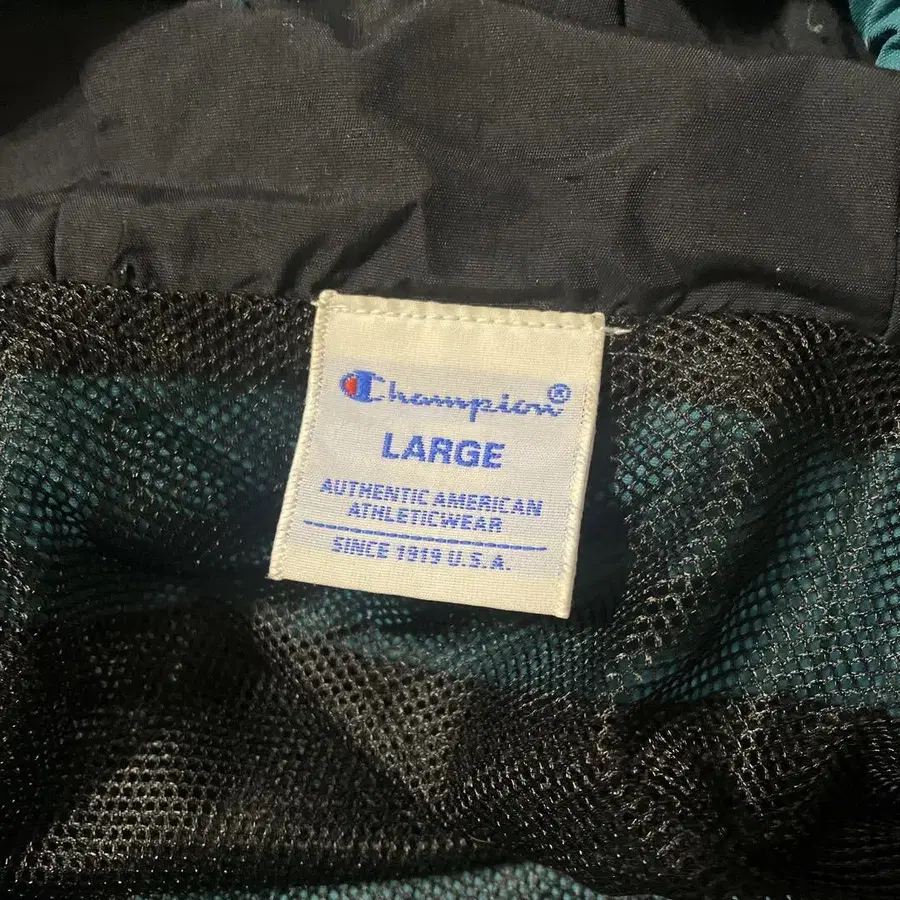 Champion®
LARGE
AUTHENTIC AMERICAN
ATHLETICWEAR
SINCE 1919 U.S.A.